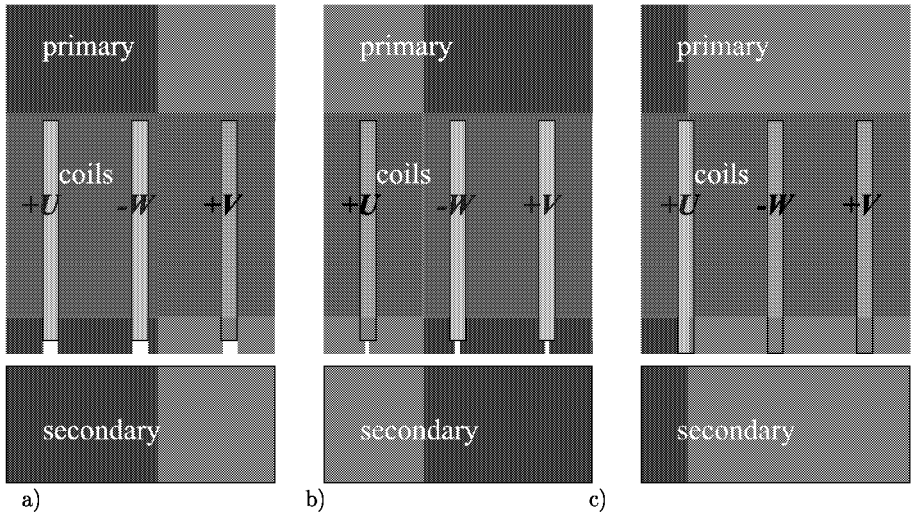 primary primary primary
coils coils coils
+U -W +V +U -W +V +U -W +V
secondary secondary secondary
a) b) c)